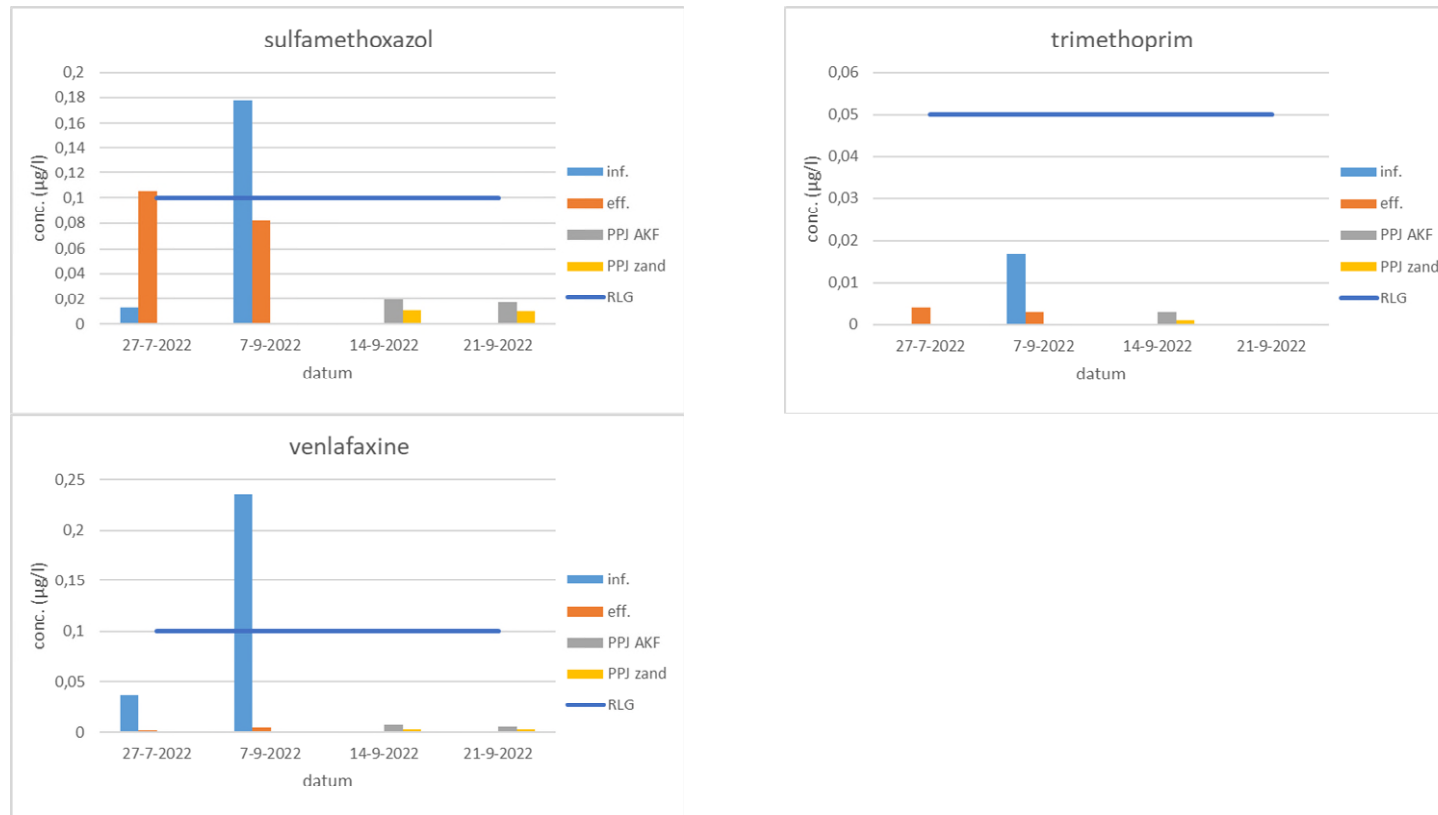 sulfamethoxazol
0,2
0,18
0,16
0,14
0,12
0,1
0,08
0,06
0,04
0,02
0
conc. (µg/l)
27-7-2022 7-9-2022 14-9-2022 21-9-2022
datum
inf.
eff.
PPJ AKF
PPJ zand
RLG
trimethoprim
0,06
0,05
0,04
0,03
0,02
0,01
0
conc. (µg/l)
27-7-2022 7-9-2022 14-9-2022 21-9-2022
datum
inf.
eff.
PPJ AKF
PPJ zand
RLG
venlafaxine
0,25
0,2
0,15
0,1
0,05
0
conc. (µg/l)
27-7-2022 7-9-2022 14-9-2022 21-9-2022
datum
inf.
eff.
PPJ AKF
PPJ zand
RLG